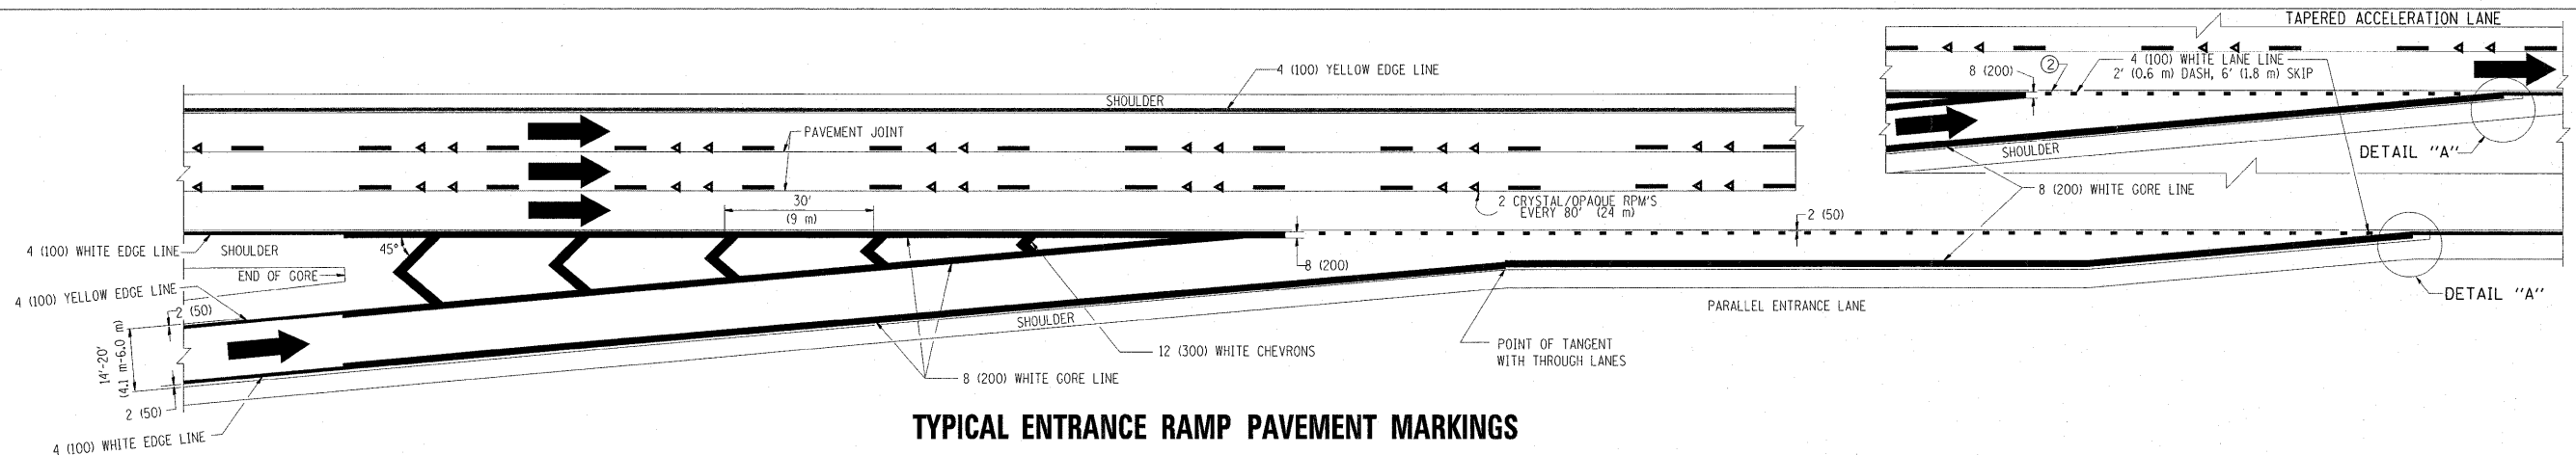 TAPERED ACCELERATION LANE
4 (100) YELLOW EDGE LINE
8 (200)
②
4 (100) WHITE LANE LINE
2' (0.6 m) DASH, 6' (1.8 m) SKIP
SHOULDER
PAVEMENT JOINT
SHOULDER
DETAIL "A"
8 (200) WHITE GORE LINE
30'
(9 m)
2 CRYSTAL/OPAQUE RPM'S
EVERY 80' (24 m)
2 (50)
4 (100) WHITE EDGE LINE
SHOULDER
45°
END OF GORE
8 (200)
4 (100) YELLOW EDGE LINE
2 (50)
DETAIL "A"
PARALLEL ENTRANCE LANE
SHOULDER
14'-20'
(4.1 m-6.0 m)
12 (300) WHITE CHEVRONS
POINT OF TANGENT
WITH THROUGH LANES
8 (200) WHITE GORE LINE
2 (50)
4 (100) WHITE EDGE LINE
TYPICAL ENTRANCE RAMP PAVEMENT MARKINGS